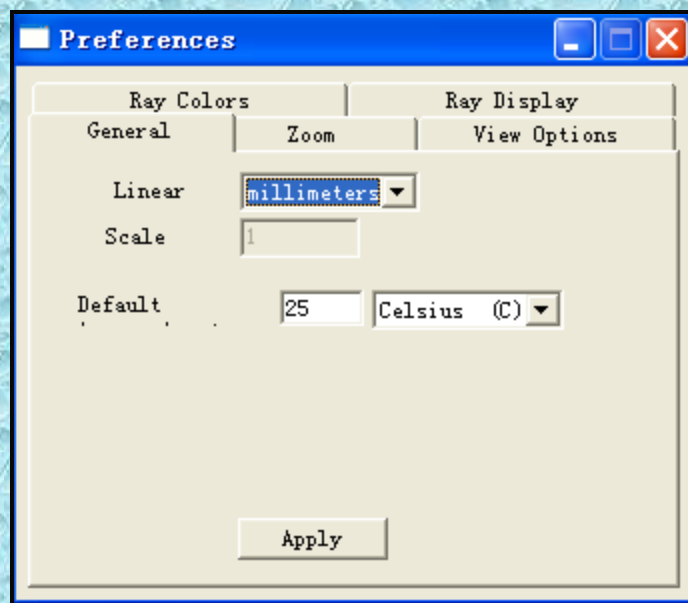 Preferences
Ray Colors Ray Display
General Zoom View Options
Linear millimeters
Scale 1
Default 25 Celsius (C)
Apply